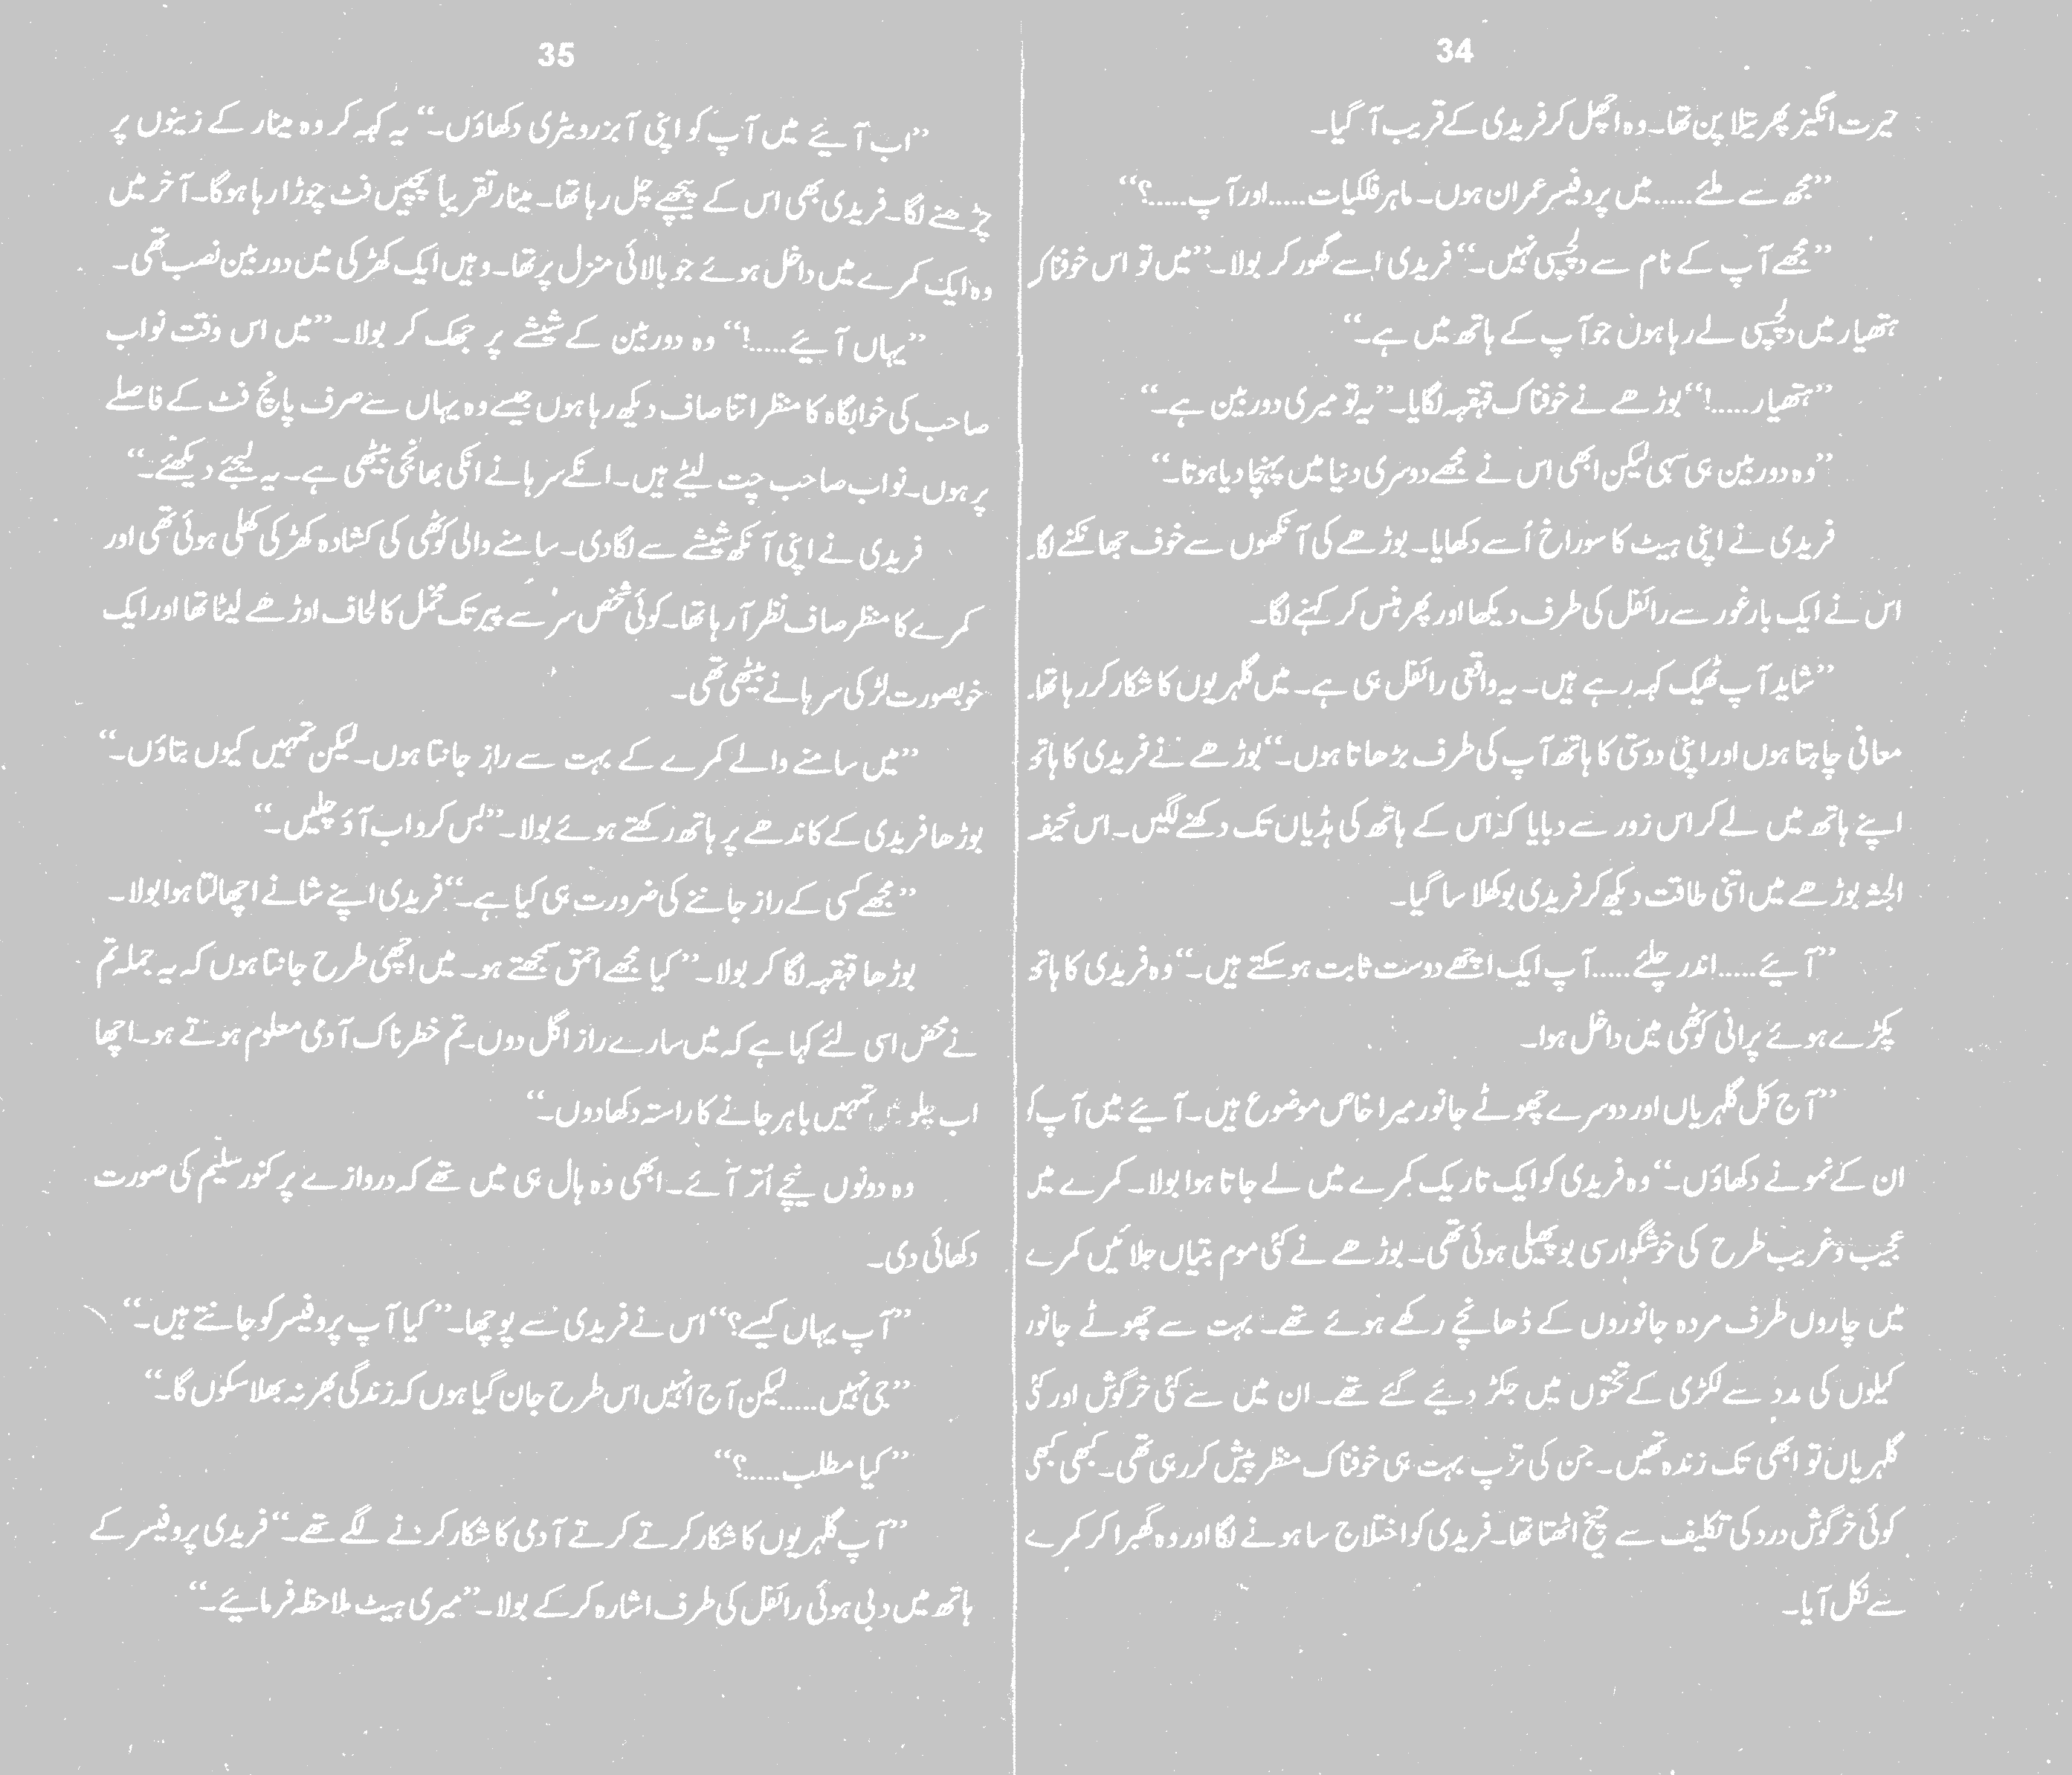 34
حیرت انگیز پھرتیلا پن تھا۔ وہ اچھل کر فریدی کے قریب آ گیا۔
”مجھ سے ملئے……میں پروفیسر عمران ہوں۔ ماہر فلکیات……اور آپ……؟“
”مجھے آپ کے نام سے دلچسپی نہیں۔“ فریدی اسے گھور کر بولا۔ ”میں تو اس خوفناک
ہتھیار میں دلچسپی لے رہا ہوں جو آپ کے ہاتھ میں ہے۔“
”ہتھیار……!“ بوڑھے نے خوفناک قہقہہ لگایا۔ ”یہ تو میری دوربین ہے۔“
”وہ دوربین ہی سہی لیکن ابھی اس نے مجھے دوسری دنیا میں پہنچا دیا ہوتا۔“
فریدی نے اپنی ہیٹ کا سوراخ اُسے دکھایا۔ بوڑھے کی آنکھوں سے خوف جھانکنے لگا۔
اس نے ایک بار غور سے رائفل کی طرف دیکھا اور پھر ہنس کر کہنے لگا۔
”شاید آپ ٹھیک کہہ رہے ہیں۔ یہ واقعی رائفل ہی ہے۔ میں گلہریوں کا شکار کر رہا تھا۔
معافی چاہتا ہوں اور اپنی دوستی کا ہاتھ آپ کی طرف بڑھاتا ہوں۔“ بوڑھے نے فریدی کا ہاتھ
اپنے ہاتھ میں لے کر اس زور سے دبایا کہ اس کے ہاتھ کی ہڈیاں تک دکھنے لگیں۔ اس نحیف
الجثہ بوڑھے میں اتنی طاقت دیکھ کر فریدی بوکھلا سا گیا۔
”آیئے……اندر چلئے……آپ ایک اچھے دوست ثابت ہو سکتے ہیں۔“ وہ فریدی کا ہاتھ
پکڑے ہوئے پرانی کوٹھی میں داخل ہوا۔
”آج کل گلہریاں اور دوسرے چھوٹے جانور میرا خاص موضوع ہیں۔ آیئے میں آپ کو
ان کے نمونے دکھاؤں۔“ وہ فریدی کو ایک تاریک کمرے میں لے جاتا ہوا بولا۔ کمرے میں
عجیب و غریب طرح کی خوشگوار سی بو پھیلی ہوئی تھی۔ بوڑھے نے کئی موم بتیاں جلائیں کمرے
میں چاروں طرف مردہ جانوروں کے ڈھانچے رکھے ہوئے تھے۔ بہت سے چھوٹے جانور
کیلوں کی مدد سے لکڑی کے تختوں میں جکڑ دیئے گئے تھے۔ ان میں سے کئی خرگوش اور کئی
گلہریاں تو ابھی تک زندہ تھیں۔ جن کی تڑپ بہت ہی خوفناک منظر پیش کر رہی تھی۔ کبھی کبھی
کوئی خرگوش درد کی تکلیف سے چیخ اٹھتا تھا۔ فریدی کو اختلاج سا ہونے لگا اور وہ گھبرا کر کمرے
سے نکل آیا۔
35
”اب آیئے میں آپ کو اپنی آبزرویٹری دکھاؤں۔“ یہ کہہ کر وہ مینار کے زینوں پر
چڑھنے لگا۔ فریدی بھی اس کے پیچھے چل رہا تھا۔ مینار تقریباً پچیس فٹ چوڑا رہا ہوگا۔ آخر میں
وہ ایک کمرے میں داخل ہوئے جو بالائی منزل پر تھا۔ وہیں ایک کھڑکی میں دوربین نصب تھی۔
”یہاں آیئے……!“ وہ دوربین کے شیشے پر جھک کر بولا۔ ”میں اس وقت نواب
صاحب کی خوابگاہ کا منظر اتنا صاف دیکھ رہا ہوں جیسے وہ یہاں سے صرف پانچ فٹ کے فاصلے
پر ہوں۔ نواب صاحب چت لیٹے ہیں۔ انکے سرہانے انکی بھانجی بیٹھی ہے۔ یہ لیجئے دیکھئے۔“
فریدی نے اپنی آنکھ شیشے سے لگا دی۔ سامنے والی کوٹھی کی کشادہ کھڑکی کھلی ہوئی تھی اور
کمرے کا منظر صاف نظر آ رہا تھا۔ کوئی شخص سر سے پیر تک مخمل کا لحاف اوڑھے لیٹا تھا اور ایک
خوبصورت لڑکی سرہانے بیٹھی تھی۔
”میں سامنے والے کمرے کے بہت سے راز جانتا ہوں۔ لیکن تمہیں کیوں بتاؤں۔“
بوڑھا فریدی کے کاندھے پر ہاتھ رکھتے ہوئے بولا۔ ”بس کرو اب آؤ چلیں۔“
”مجھے کسی کے راز جاننے کی ضرورت ہی کیا ہے۔“ فریدی اپنے شانے اچھالتا ہوا بولا۔
بوڑھا قہقہہ لگا کر بولا۔ ”کیا مجھے احمق سمجھتے ہو۔ میں اچھی طرح جانتا ہوں کہ یہ جملہ تم
نے محض اسی لئے کہا ہے کہ میں سارے راز اگل دوں۔ تم خطرناک آدمی معلوم ہوتے ہو۔ اچھا
اب چلو تمہیں باہر جانے کا راستہ دکھا دوں۔“
وہ دونوں نیچے اُتر آئے۔ ابھی وہ ہال ہی میں تھے کہ دروازے پر کنور سلیم کی صورت
دکھائی دی۔
”آپ یہاں کیسے؟“ اس نے فریدی سے پوچھا۔ ”کیا آپ پروفیسر کو جانتے ہیں۔“
”جی نہیں……لیکن آج انہیں اس طرح جان گیا ہوں کہ زندگی بھر نہ بھلا سکوں گا۔“
”کیا مطلب……؟“
”آپ گلہریوں کا شکار کرتے کرتے آدمی کا شکار کرنے لگے تھے۔“ فریدی پروفیسر کے
ہاتھ میں دبی ہوئی رائفل کی طرف اشارہ کر کے بولا۔ ”میری ہیٹ ملاحظہ فرمایئے۔“